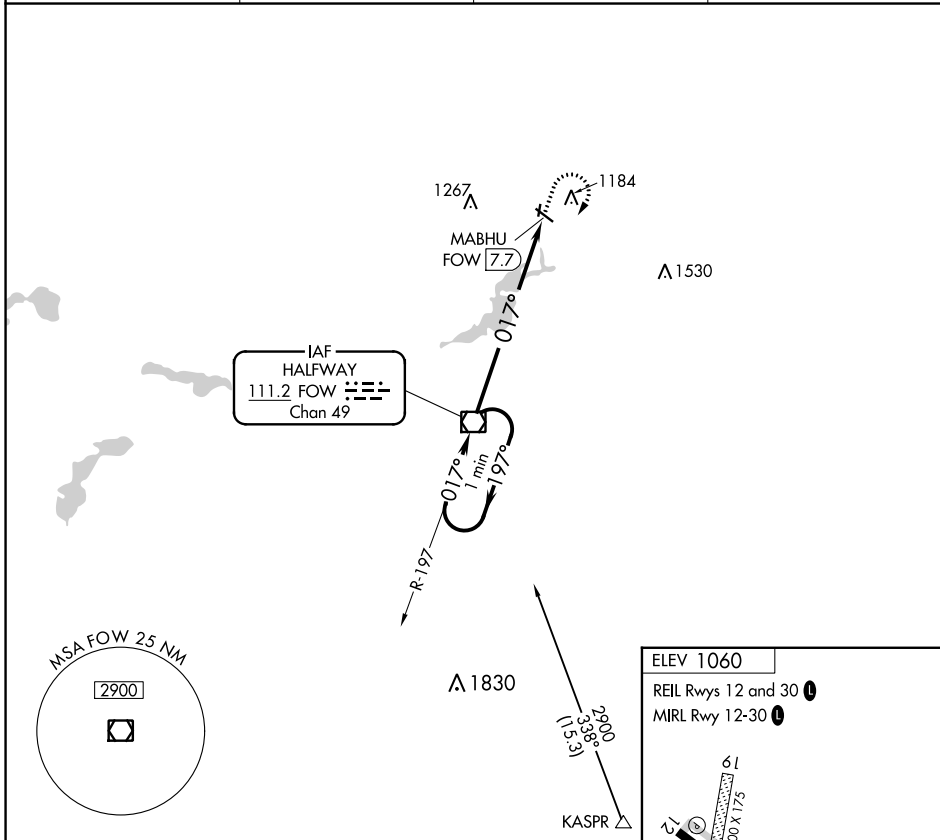 1267
1184
MABHU
FOW 7.7
1530
017°
IAF
HALFWAY
111.2 FOW
Chan 49
017°
1 min
197°
R-197
MSA FOW 25 NM
2900
1830
2900
338°
(15.3)
KASPR
ELEV 1060
REIL Rwys 12 and 30 L
MIRL Rwy 12-30 L
19
00 X 175
12
P